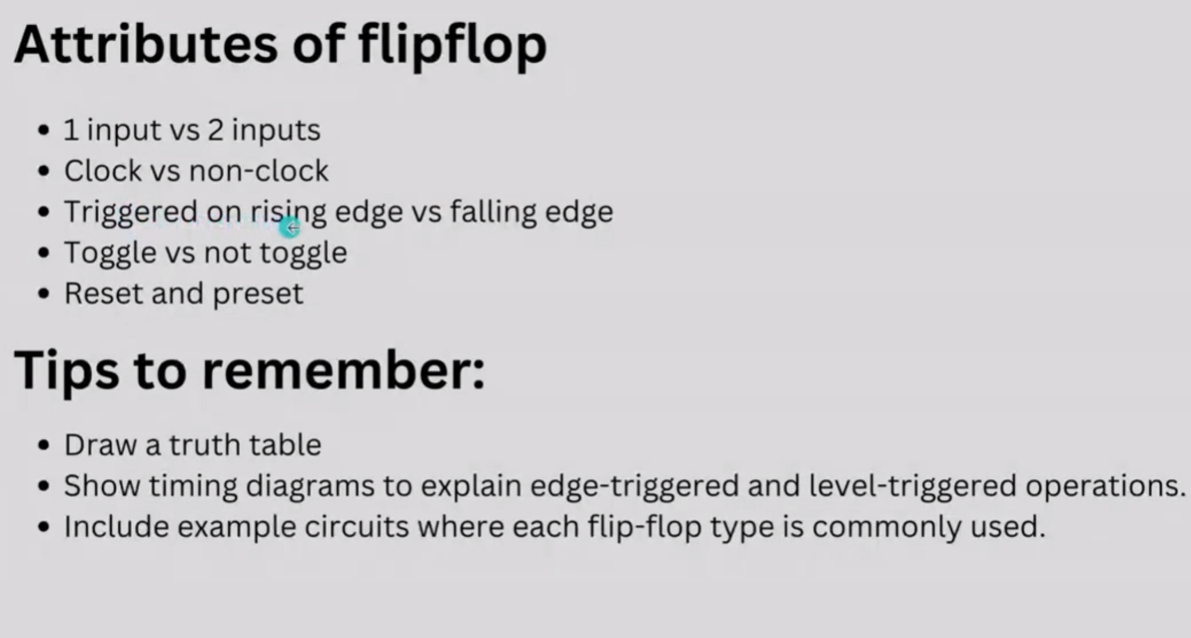 Attributes of flipflop
• 1 input vs 2 inputs
• Clock vs non-clock
• Triggered on rising edge vs falling edge
• Toggle vs not toggle
• Reset and preset
Tips to remember:
• Draw a truth table
• Show timing diagrams to explain edge-triggered and level-triggered operations.
• Include example circuits where each flip-flop type is commonly used.